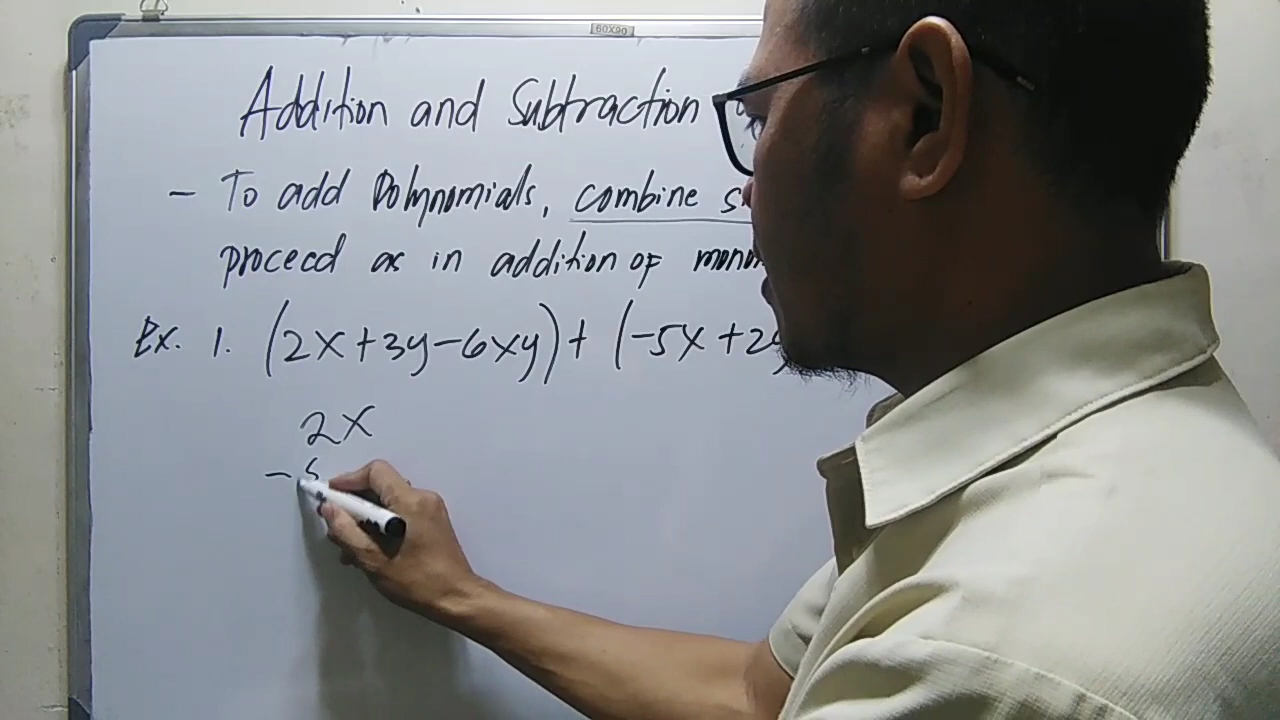 60X90
Addition and Subtraction
- To add Polynomials, combine
proceed as in addition of
Ex. 1. (2x+3y-6xy)+(-5x+2
2x
-5